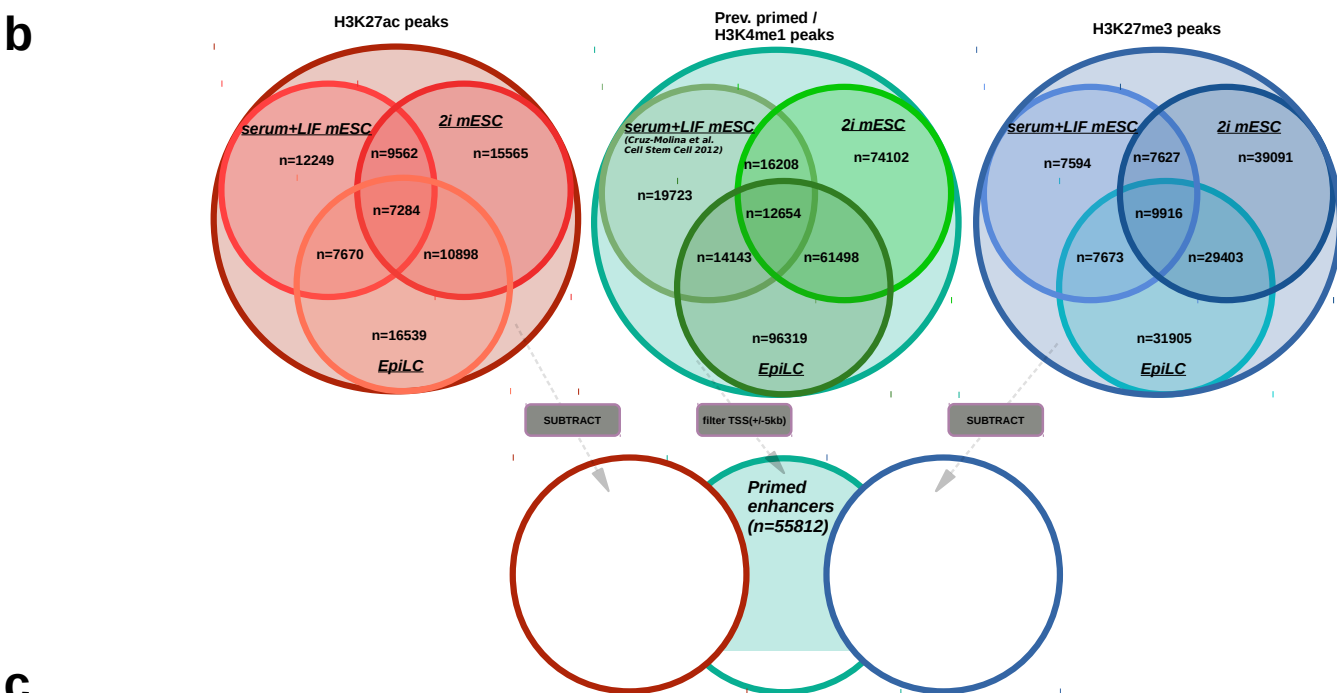 b
H3K27ac peaks
serum+LIF mESC
2i mESC
n=12249
n=9562
n=15565
n=7284
n=7670
n=10898
n=16539
EpiLC
Prev. primed /
H3K4me1 peaks
serum+LIF mESC
(Cruz-Molina et al.
Cell Stem Cell 2012)
2i mESC
n=16208
n=74102
n=19723
n=12654
n=14143
n=61498
n=96319
EpiLC
H3K27me3 peaks
serum+LIF mESC
2i mESC
n=7594
n=7627
n=39091
n=9916
n=7673
n=29403
n=31905
EpiLC
SUBTRACT
filter TSS(+/-5kb)
SUBTRACT
Primed
enhancers
(n=55812)
c